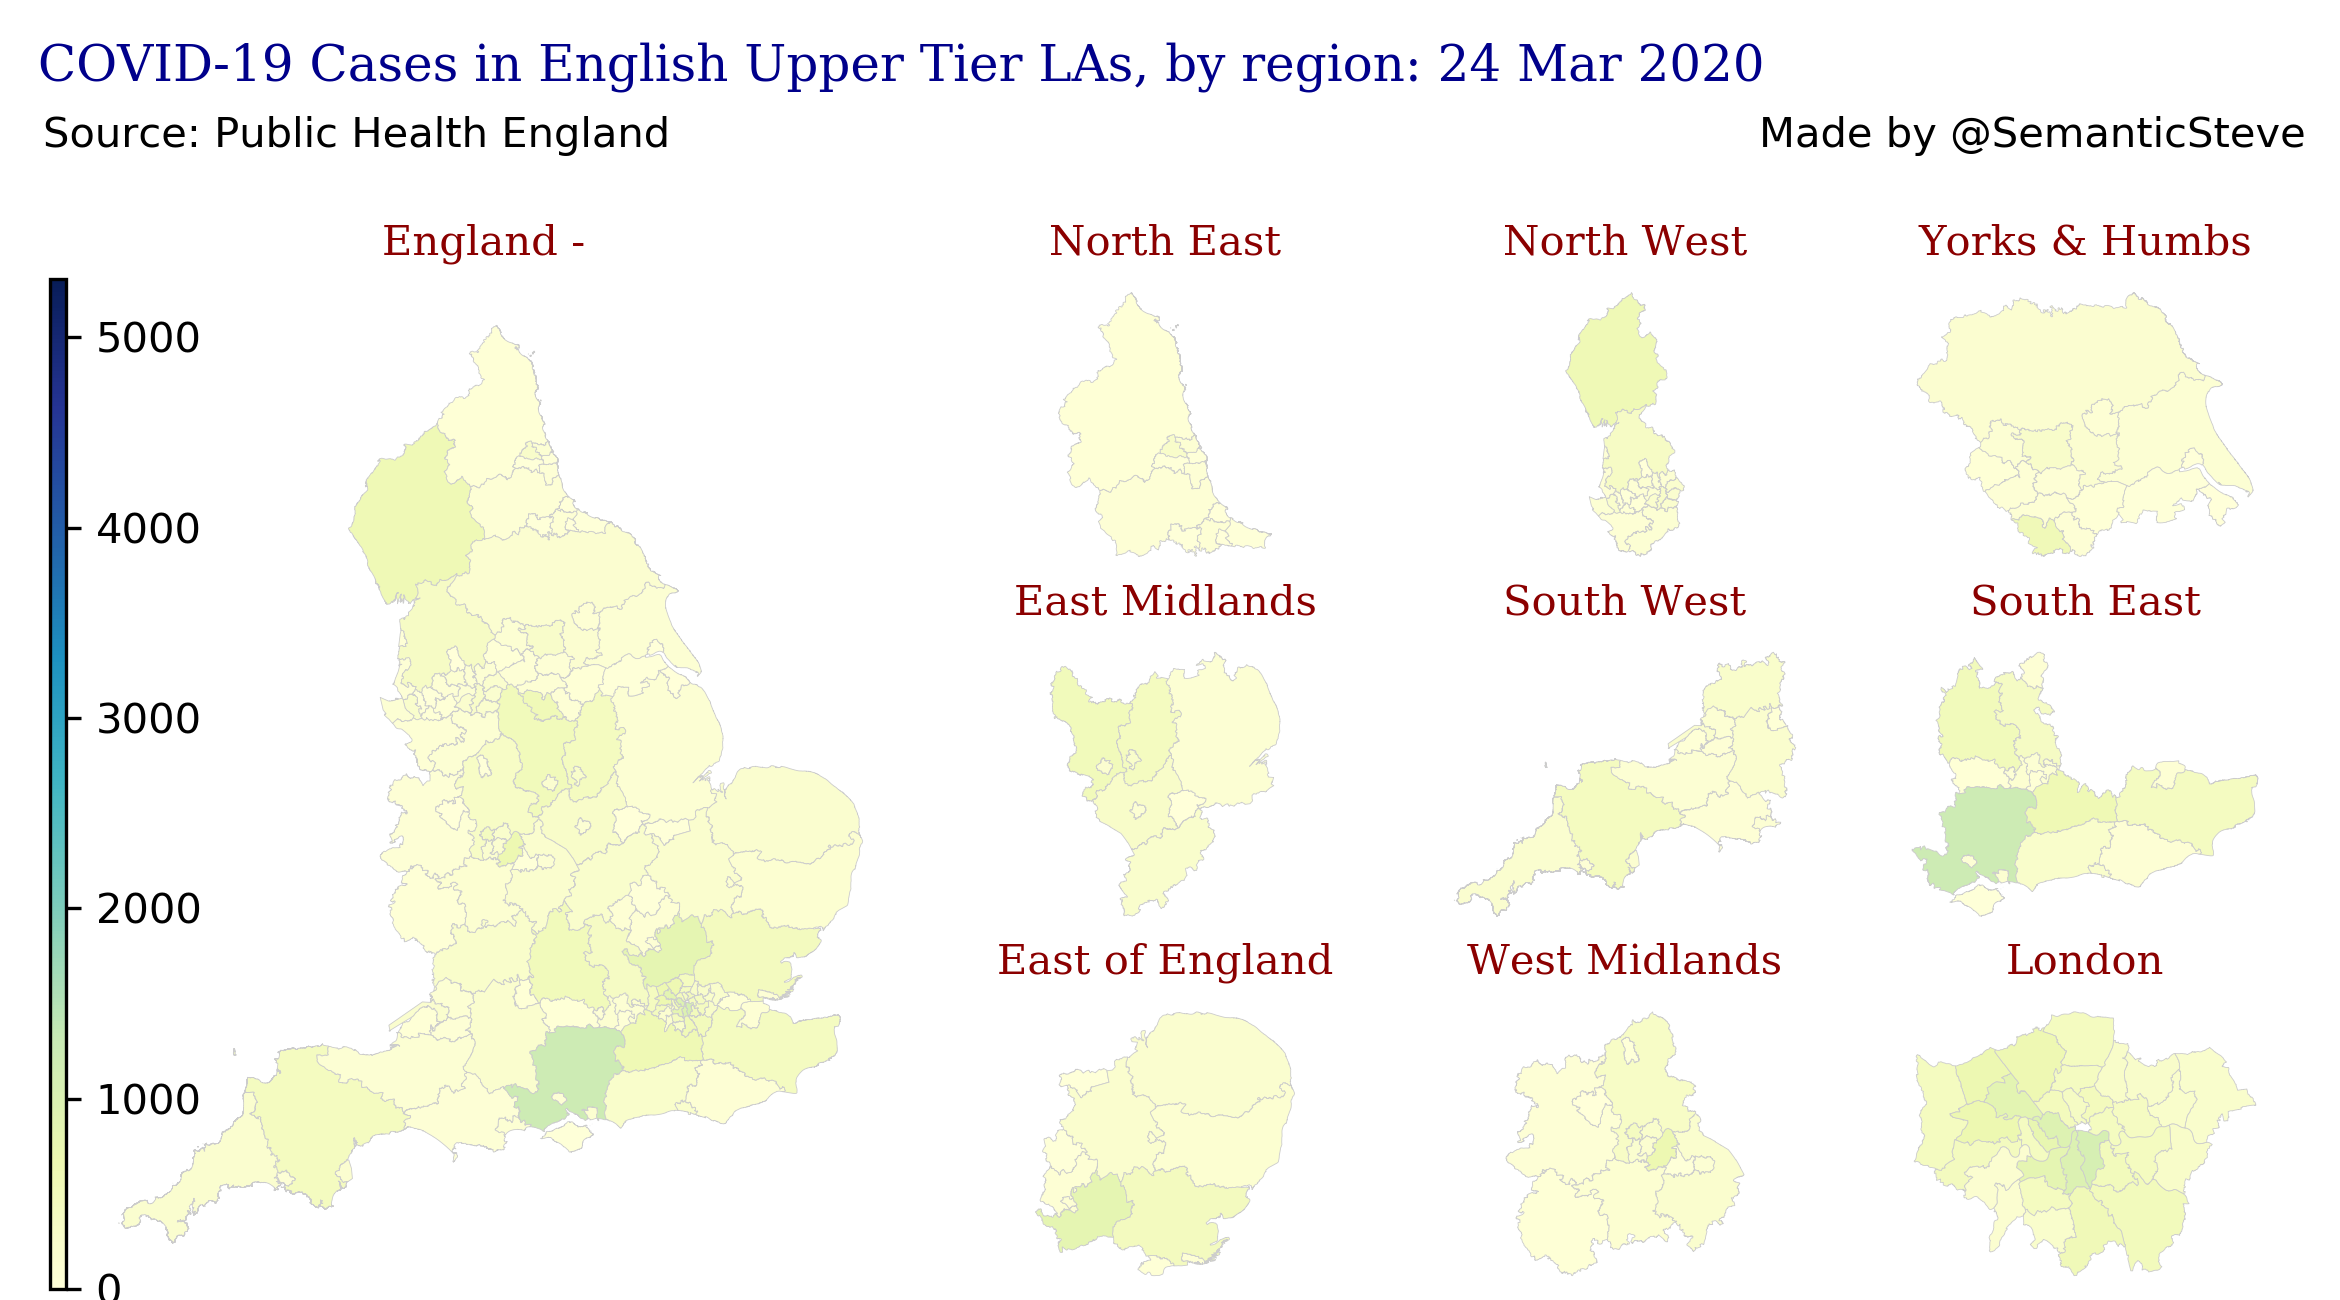 COVID-19 Cases in English Upper Tier LAs, by region: 24 Mar 2020
Source: Public Health England
Made by @SemanticSteve
England -
North East
North West
Yorks & Humbs
5000
4000
3000
2000
1000
0
East Midlands
South West
South East
East of England
West Midlands
London